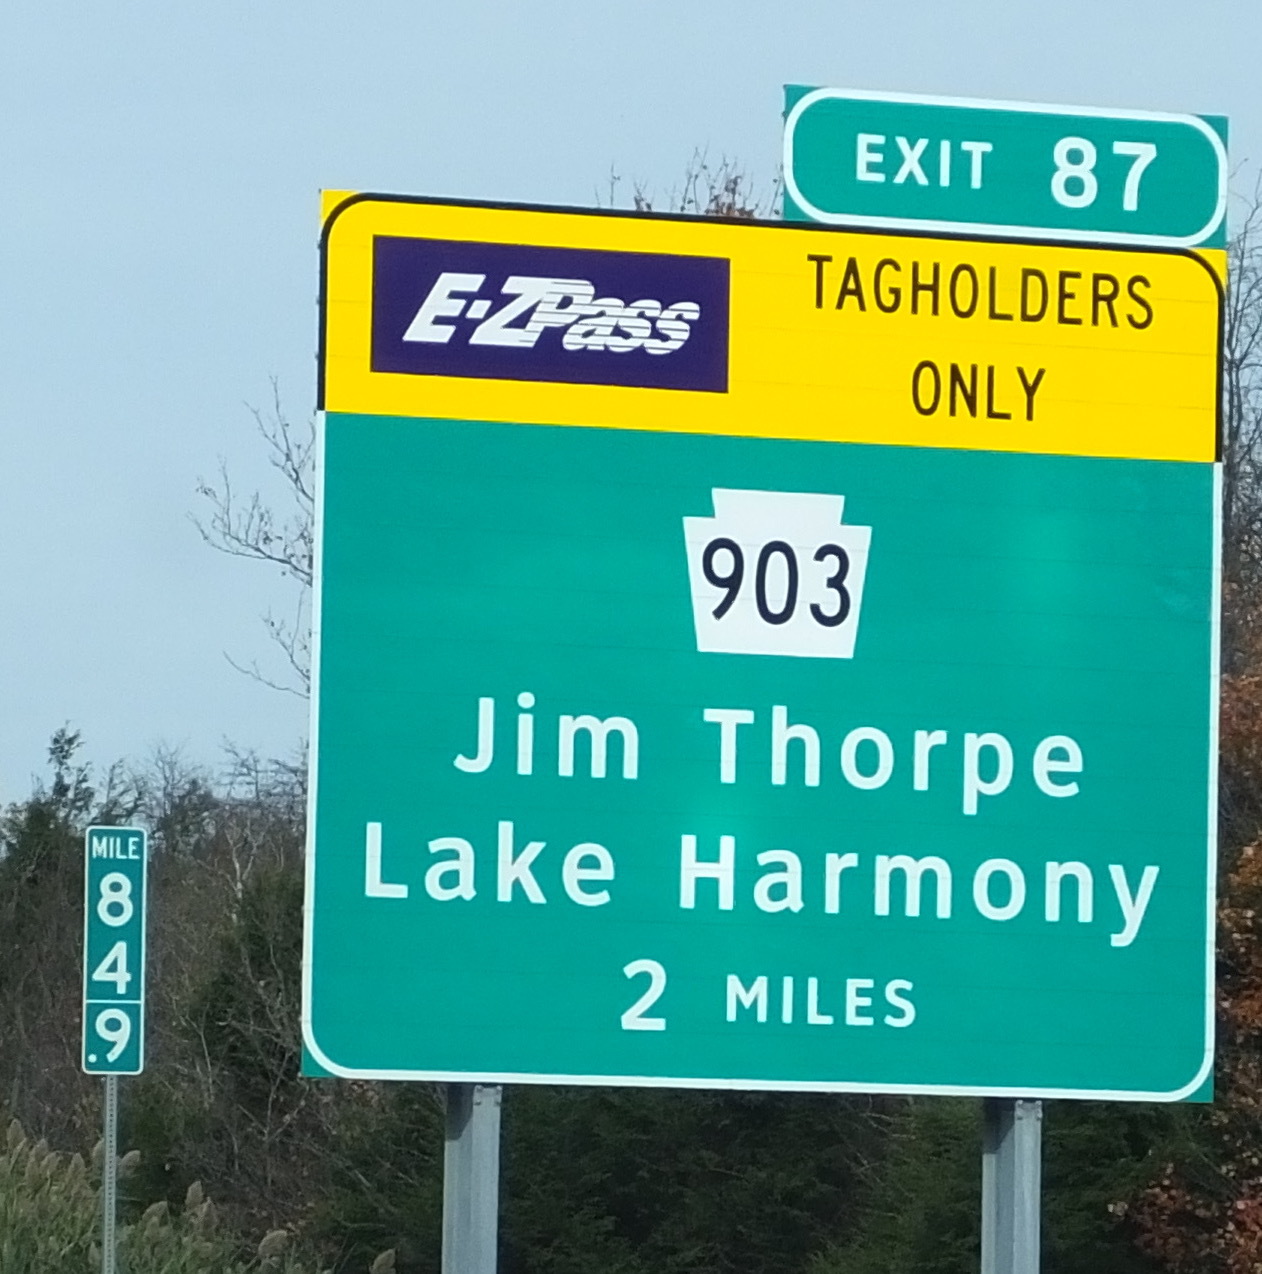 EXIT 87
E-ZPass
TAGHOLDERS
ONLY
903
Jim Thorpe
Lake Harmony
2 MILES
MILE
8
4
.9